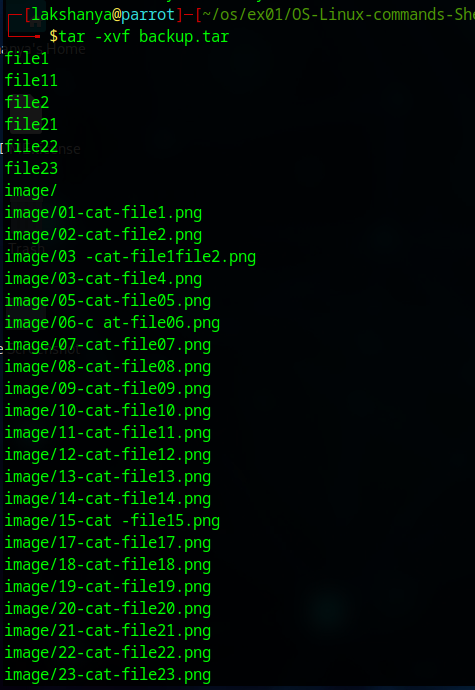 ┌─[lakshanya@parrot]─[~/os/ex01/OS-Linux-commands-She
└──╼ $tar -xvf backup.tar
file1
file11
file2
file21
file22
file23
image/
image/01-cat-file1.png
image/02-cat-file2.png
image/03 -cat-file1file2.png
image/03-cat-file4.png
image/05-cat-file05.png
image/06-c at-file06.png
image/07-cat-file07.png
image/08-cat-file08.png
image/09-cat-file09.png
image/10-cat-file10.png
image/11-cat-file11.png
image/12-cat-file12.png
image/13-cat-file13.png
image/14-cat-file14.png
image/15-cat -file15.png
image/17-cat-file17.png
image/18-cat-file18.png
image/19-cat-file19.png
image/20-cat-file20.png
image/21-cat-file21.png
image/22-cat-file22.png
image/23-cat-file23.png